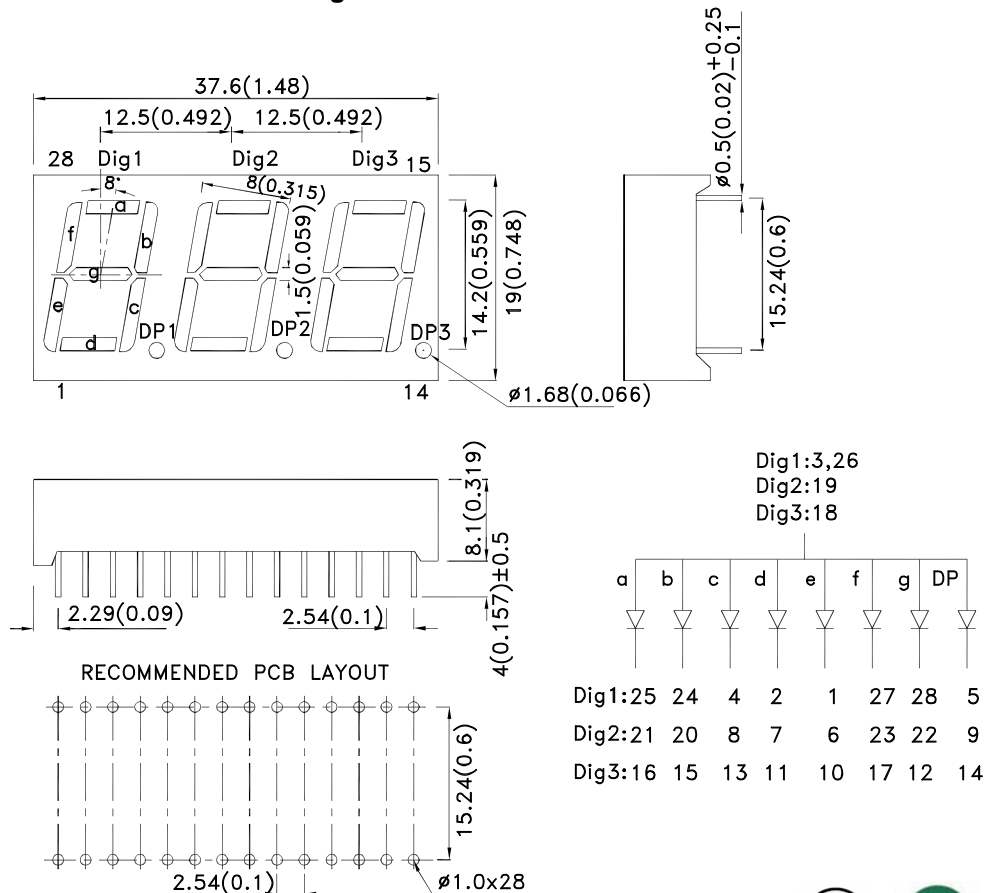 37.6(1.48)
12.5(0.492) 12.5(0.492)
28 Dig1 Dig2 Dig3 15
8°
8(0.315)
a
f b
g
e c
d
DP1 DP2 DP3
1.5(0.059)
14.2(0.559)
19(0.748)
1 14
ø1.68(0.066)
ø0.5(0.02)+0.25
-0.1
15.24(0.6)
8.1(0.319)
4(0.157)±0.5
2.29(0.09) 2.54(0.1)
RECOMMENDED PCB LAYOUT
15.24(0.6)
2.54(0.1) ø1.0x28
Dig1:3,26
Dig2:19
Dig3:18
a b c d e f g DP
Dig1:25 24 4 2 1 27 28 5
Dig2:21 20 8 7 6 23 22 9
Dig3:16 15 13 11 10 17 12 14